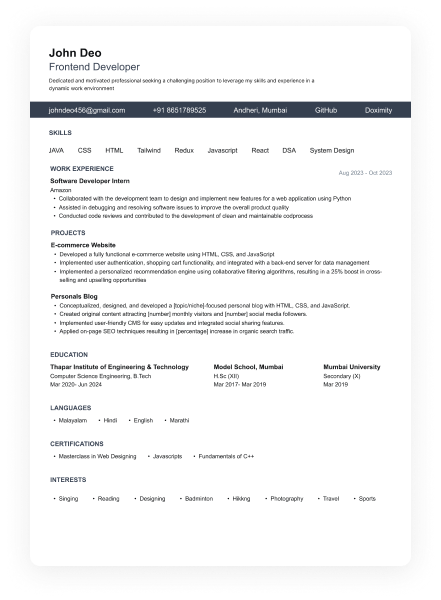 John Deo
Frontend Developer
Dedicated and motivated professional seeking a challenging position to leverage my skills and experience in a
dynamic work environment
johndeo456@gmail.com +91 8651789525 Andheri, Mumbai GitHub Doximity
SKILLS
JAVA CSS HTML Tailwind Redux Javascript React DSA System Design
WORK EXPERIENCE
Aug 2023 - Oct 2023
Software Developer Intern
Amazon
• Collaborated with the development team to design and implement new features for a web application using Python
• Assisted in debugging and resolving software issues to improve the overall product quality
• Conducted code reviews and contributed to the development of clean and maintainable codprocess
PROJECTS
E-commerce Website
• Developed a fully functional e-commerce website using HTML, CSS, and JavaScript
• Implemented user authentication, shopping cart functionality, and integrated with a back-end server for data management
• Implemented a personalized recommendation engine using collaborative filtering algorithms, resulting in a 25% boost in cross-
selling and upselling opportunities
Personals Blog
• Conceptualized, designed, and developed a [topic/niche]-focused personal blog with HTML, CSS, and JavaScript.
• Created original content attracting [number] monthly visitors and [number] social media followers.
• Implemented user-friendly CMS for easy updates and integrated social sharing features.
• Applied on-page SEO techniques resulting in [percentage] increase in organic search traffic.
EDUCATION
Thapar Institute of Engineering & Technology Model School, Mumbai Mumbai University
Computer Science Engineering, B.Tech H.Sc (XII) Secondary (X)
Mar 2020- Jun 2024 Mar 2017- Mar 2019 Mar 2019
LANGUAGES
• Malayalam • Hindi • English • Marathi
CERTIFICATIONS
• Masterclass in Web Designing • Javascripts • Fundamentals of C++
INTERESTS
• Singing • Reading • Designing • Badminton • Hikkng • Photography • Travel • Sports